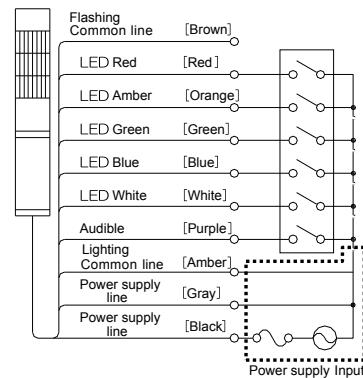 Flashing
Common line [Brown]
LED Red [Red]
LED Amber [Orange]
LED Green [Green]
LED Blue [Blue]
LED White [White]
Audible [Purple]
Lighting
Common line [Amber]
Power supply
line [Gray]
Power supply
line [Black]
Power supply Input